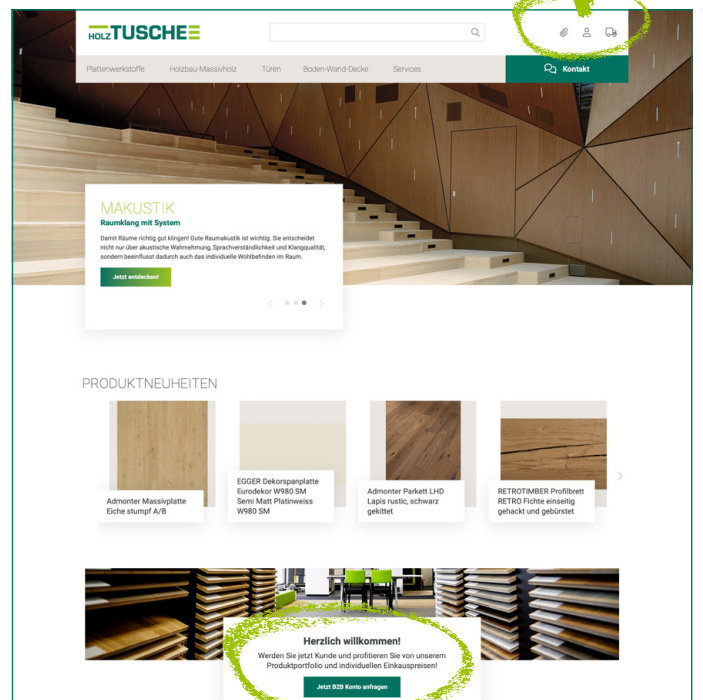 HOLZ TUSCHE
Plattenwerkstoffe Holzbau-Massivholz Türen Boden-Wand-Decke Services Kontakt
MAKUSTIK
Raumklang mit System
Damit Räume richtig gut klingen! Gute Raumakustik ist wichtig. Sie entscheidet
nicht nur über akustische Wahrnehmung, Sprachverständlichkeit und Klangqualität,
sondern beeinflusst dadurch auch das individuelle Wohlbefinden im Raum.
Jetzt entdecken!
PRODUKTNEUHEITEN
Admonter Massivplatte
Eiche stumpf A/B
EGGER Dekorspanplatte
Eurodekor W980 SM
Semi Matt Platinweiss
W980 SM
Admonter Parkett LHD
Lapis rustic, schwarz
gekittet
RETROTIMBER Profilbrett
RETRO Fichte einseitig
gehackt und gebürstet
Herzlich willkommen!
Werden Sie jetzt Kunde und profitieren Sie von unserem
Produktportfolio und individuellen Einkaufspreisen!
Jetzt B2B Konto anfragen